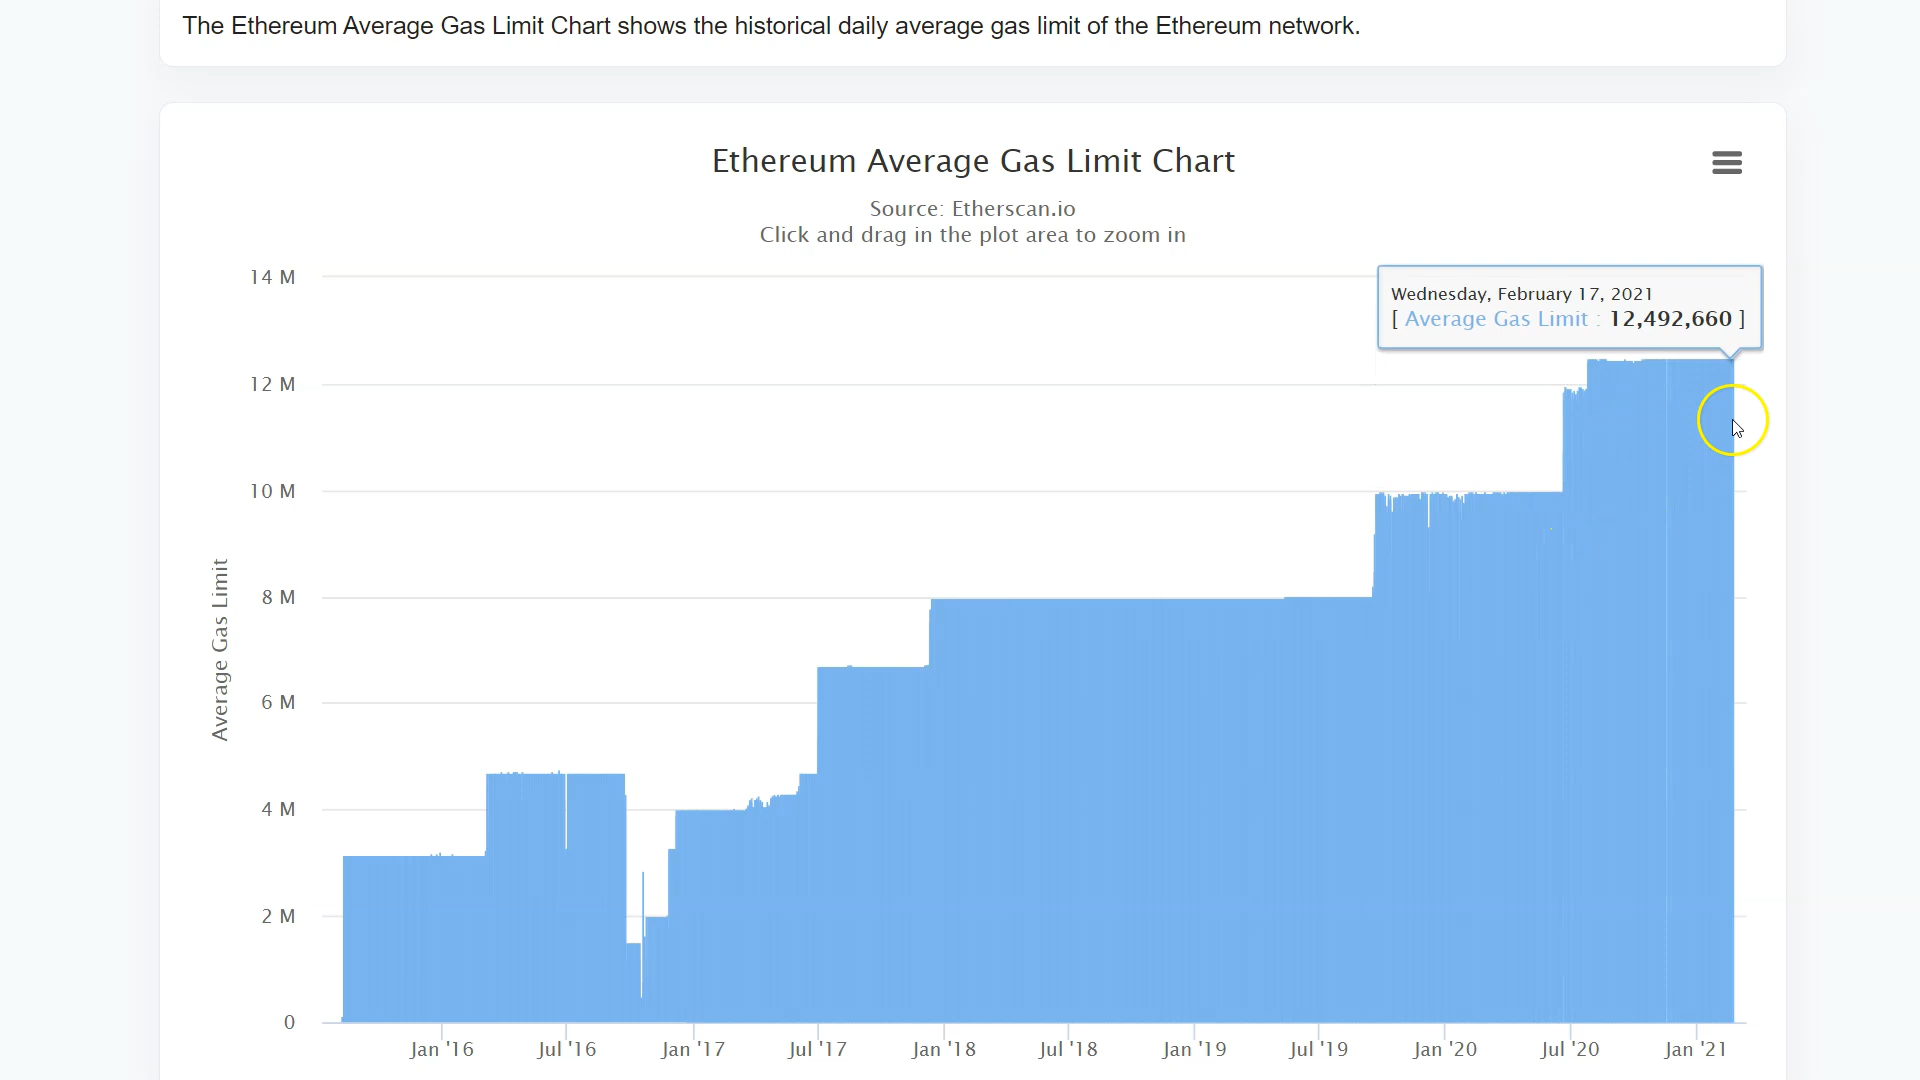 The Ethereum Average Gas Limit Chart shows the historical daily average gas limit of the Ethereum network.
Ethereum Average Gas Limit Chart
Source: Etherscan.io
Click and drag in the plot area to zoom in
Wednesday, February 17, 2021
[ Average Gas Limit : 12,492,660 ]
14 M
12 M
10 M
8 M
6 M
4 M
2 M
0
Average Gas Limit
Jan '16
Jul '16
Jan '17
Jul '17
Jan '18
Jul '18
Jan '19
Jul '19
Jan '20
Jul '20
Jan '21